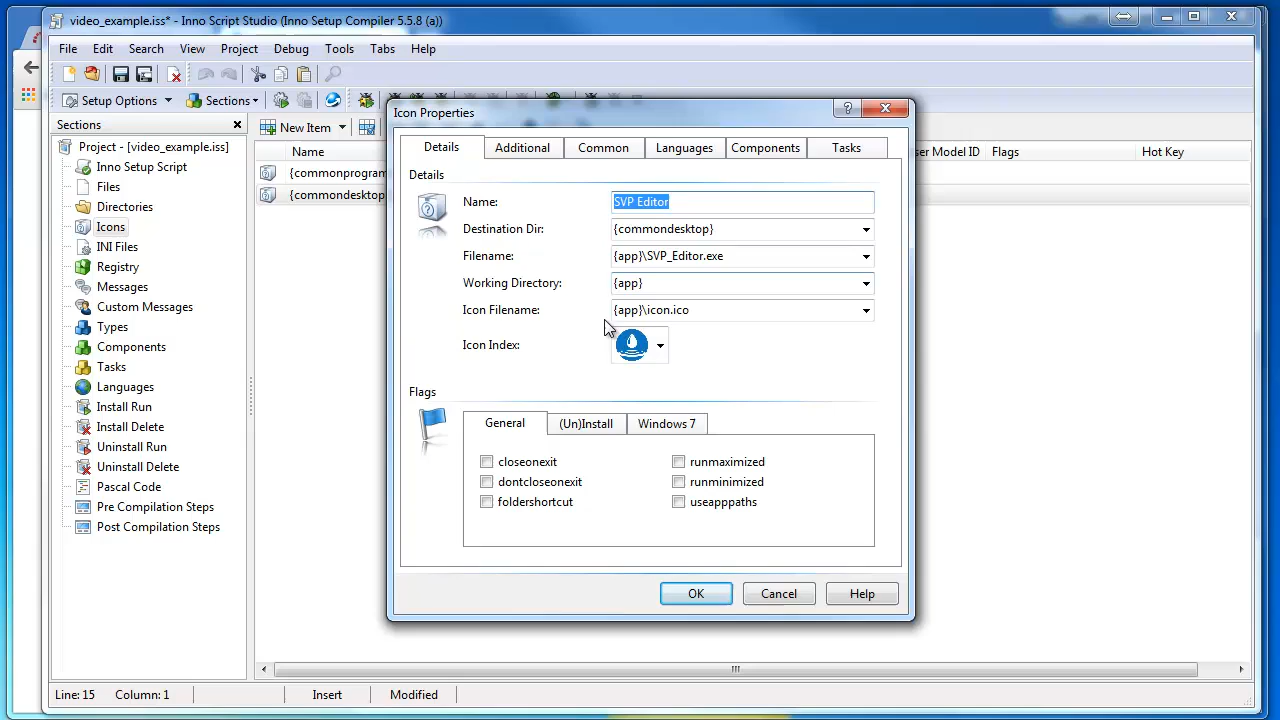 video_example.iss* - Inno Script Studio (Inno Setup Compiler 5.5.8 (a))
File Edit Search View Project Debug Tools Tabs Help
Setup Options Sections
Sections
Project - [video_example.iss]
Inno Setup Script
Files
Directories
Icons
INI Files
Registry
Messages
Custom Messages
Types
Components
Tasks
Languages
Install Run
Install Delete
Uninstall Run
Uninstall Delete
Pascal Code
Pre Compilation Steps
Post Compilation Steps
New Item
Name ser Model ID Flags Hot Key
{commonprogram
{commondesktop
Icon Properties
Details Additional Common Languages Components Tasks
Details
Name: SVP Editor
Destination Dir: {commondesktop}
Filename: {app}\SVP_Editor.exe
Working Directory: {app}
Icon Filename: {app}\icon.ico
Icon Index:
Flags
General (Un)Install Windows 7
closeonexit runmaximized
dontcloseonexit runminimized
foldershortcut useapppaths
OK Cancel Help
Line: 15 Column: 1 Insert Modified